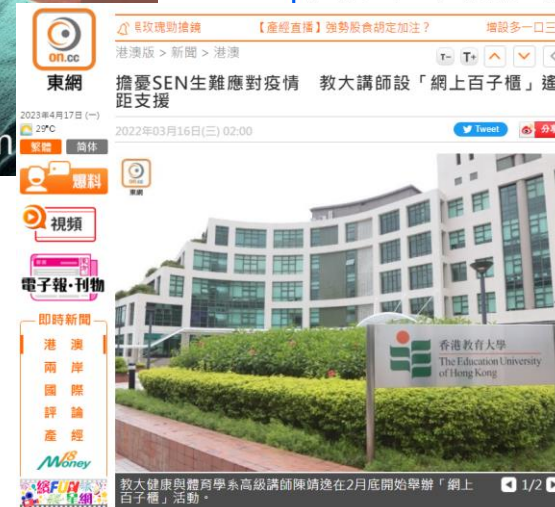 on.cc
東網
2023年4月17日 (一)
29°C
繁體
简体
爆料
視頻
電子報‧刊物
即時新聞
港 澳
兩 岸
國 際
評 論
產 經
Money
玫瑰勁搶鏡
【產經直播】強勢股食胡定加注？
增設多一口三
港澳版 > 新聞 > 港澳
T- T+
擔憂SEN生難應對疫情　教大講師設「網上百子櫃」遙
距支援
2022年03月16日(三) 02:00
Tweet
分享
東網
香港教育大學
The Education University
of Hong Kong
教大健康與體育學系高級講師陳靖逸在2月底開始舉辦「網上
百子櫃」活動。
1/2